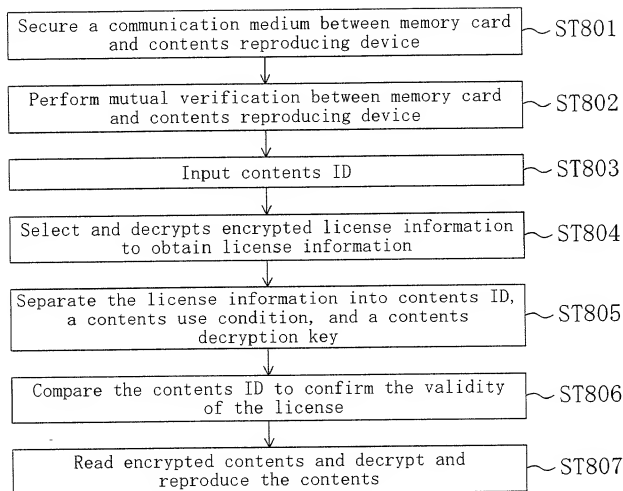 Secure a communication medium between memory card
and contents reproducing device
ST801
Perform mutual verification between memory card
and contents reproducing device
ST802
Input contents ID
ST803
Select and decrypts encrypted license information
to obtain license information
ST804
Separate the license information into contents ID,
a contents use condition, and a contents
decryption key
ST805
Compare the contents ID to confirm the validity
of the license
ST806
Read encrypted contents and decrypt and
reproduce the contents
ST807